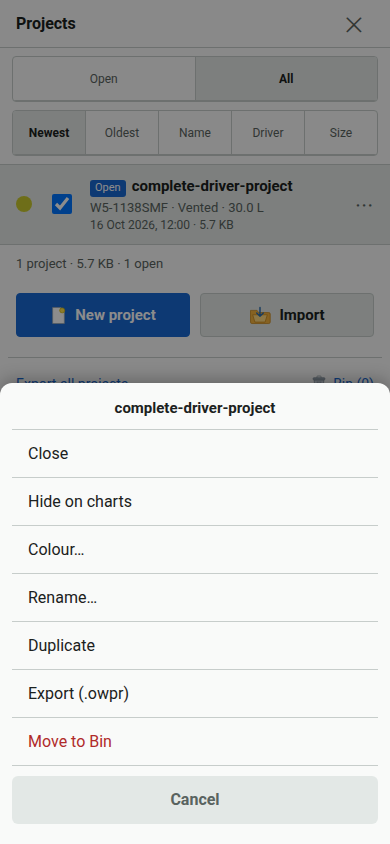 Projects
Open
All
Newest
Oldest
Name
Driver
Size
Open complete-driver-project
W5-1138SMF · Vented · 30.0 L
16 Oct 2026, 12:00 · 5.7 KB
1 project · 5.7 KB · 1 open
New project
Import
Export all projects
Bin (0)
complete-driver-project
Close
Hide on charts
Colour…
Rename…
Duplicate
Export (.owpr)
Move to Bin
Cancel